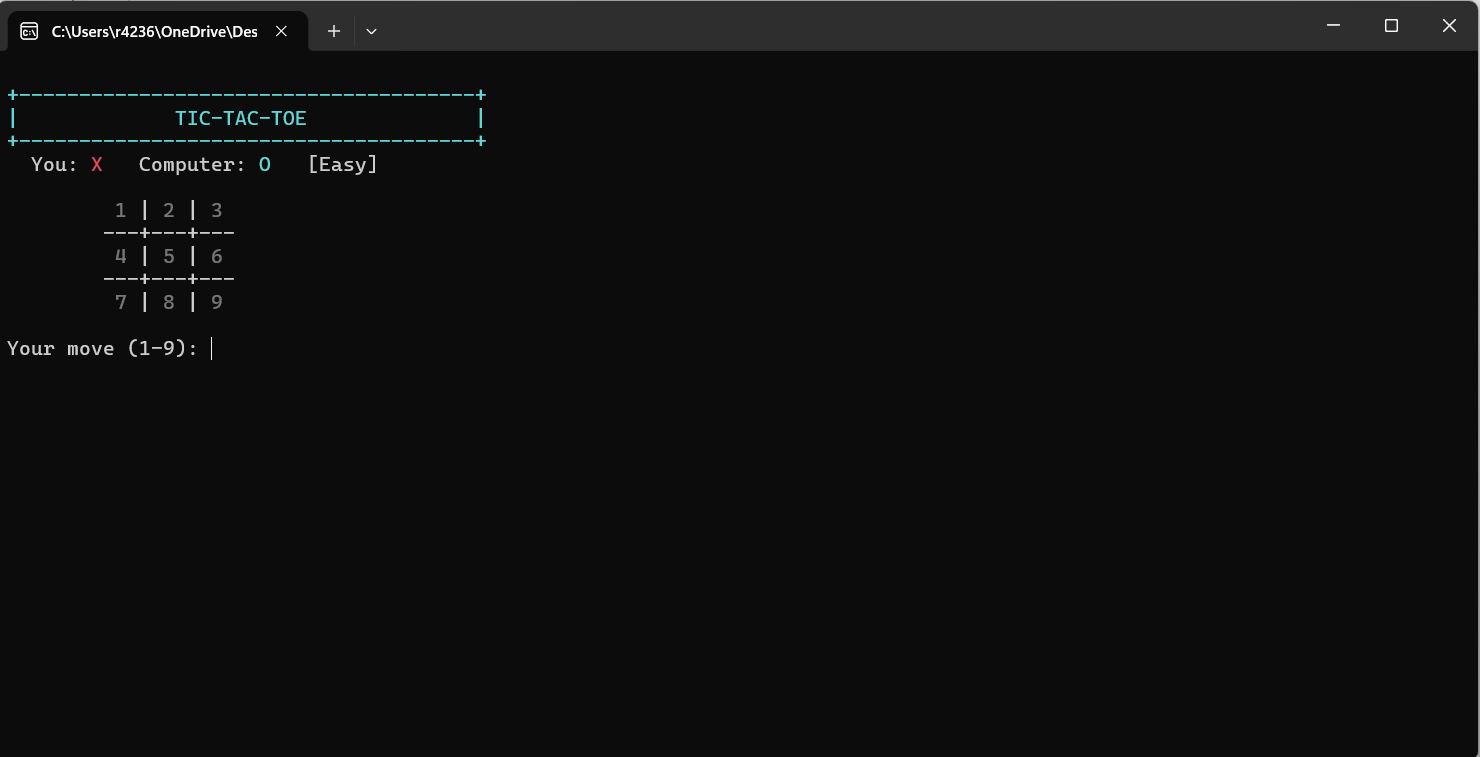 C:\Users\r4236\OneDrive\Des
+--------------------------------------+
|             TIC-TAC-TOE              |
+--------------------------------------+
  You: X   Computer: O   [Easy]
         1 | 2 | 3
        ---+---+---
         4 | 5 | 6
        ---+---+---
         7 | 8 | 9
Your move (1-9):